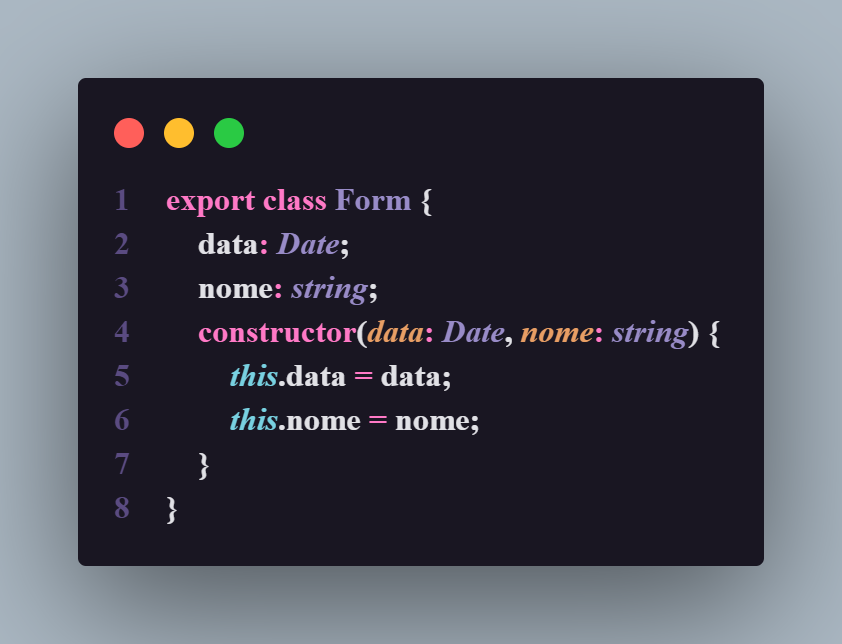 1 export class Form {
2 data: Date;
3 nome: string;
4 constructor(data: Date, nome: string) {
5 this.data = data;
6 this.nome = nome;
7 }
8 }